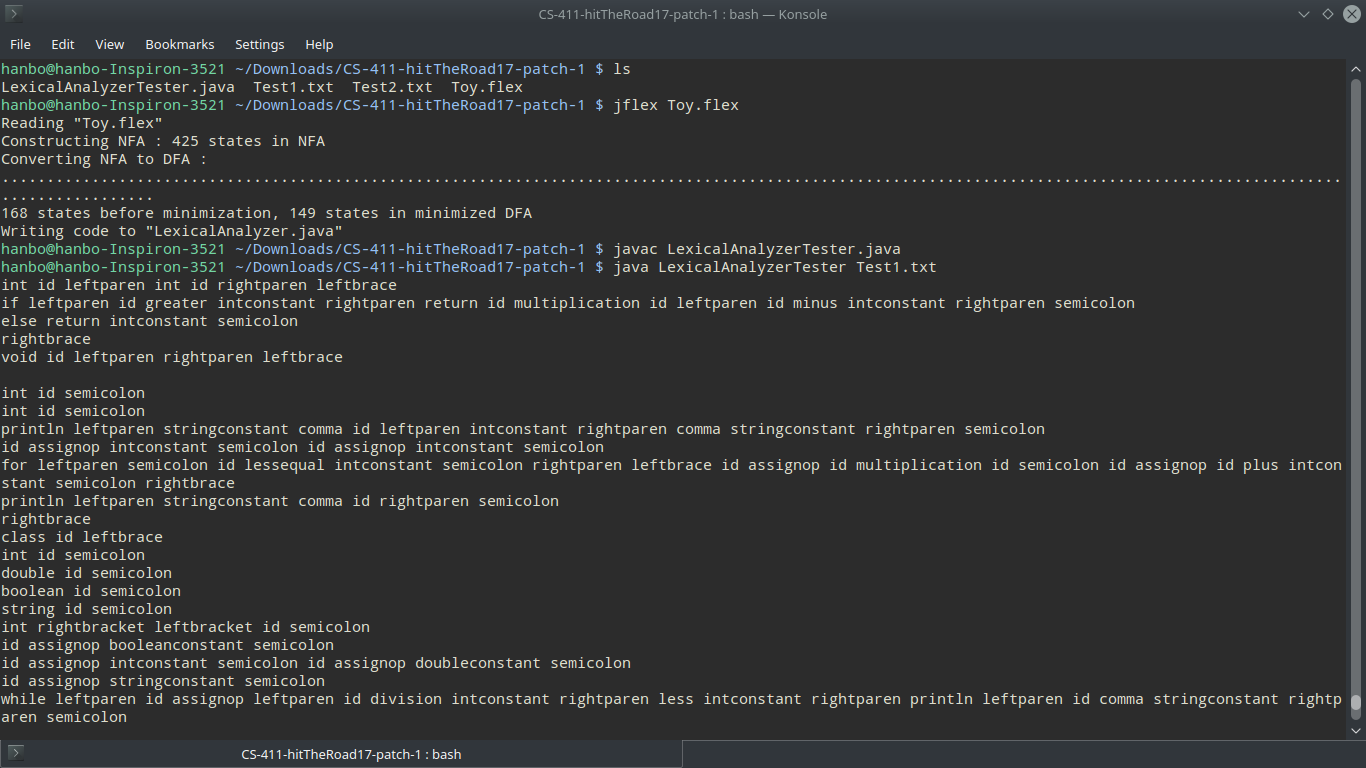 CS-411-hitTheRoad17-patch-1 : bash — Konsole
File Edit View Bookmarks Settings Help
hanbo@hanbo-Inspiron-3521 ~/Downloads/CS-411-hitTheRoad17-patch-1 $ ls
LexicalAnalyzerTester.java  Test1.txt  Test2.txt  Toy.flex
hanbo@hanbo-Inspiron-3521 ~/Downloads/CS-411-hitTheRoad17-patch-1 $ jflex Toy.flex
Reading "Toy.flex"
Constructing NFA : 425 states in NFA
Converting NFA to DFA :
.....................................................................................................................................................
.................
168 states before minimization, 149 states in minimized DFA
Writing code to "LexicalAnalyzer.java"
hanbo@hanbo-Inspiron-3521 ~/Downloads/CS-411-hitTheRoad17-patch-1 $ javac LexicalAnalyzerTester.java
hanbo@hanbo-Inspiron-3521 ~/Downloads/CS-411-hitTheRoad17-patch-1 $ java LexicalAnalyzerTester Test1.txt
int id leftparen int id rightparen leftbrace
if leftparen id greater intconstant rightparen return id multiplication id leftparen id minus intconstant rightparen semicolon
else return intconstant semicolon
rightbrace
void id leftparen rightparen leftbrace

int id semicolon
int id semicolon
println leftparen stringconstant comma id leftparen intconstant rightparen comma stringconstant rightparen semicolon
id assignop intconstant semicolon id assignop intconstant semicolon
for leftparen semicolon id lessequal intconstant semicolon rightparen leftbrace id assignop id multiplication id semicolon id assignop id plus intcon
stant semicolon rightbrace
println leftparen stringconstant comma id rightparen semicolon
rightbrace
class id leftbrace
int id semicolon
double id semicolon
boolean id semicolon
string id semicolon
int rightbracket leftbracket id semicolon
id assignop booleanconstant semicolon
id assignop intconstant semicolon id assignop doubleconstant semicolon
id assignop stringconstant semicolon
while leftparen id assignop leftparen id division intconstant rightparen less intconstant rightparen println leftparen id comma stringconstant rightp
aren semicolon
CS-411-hitTheRoad17-patch-1 : bash